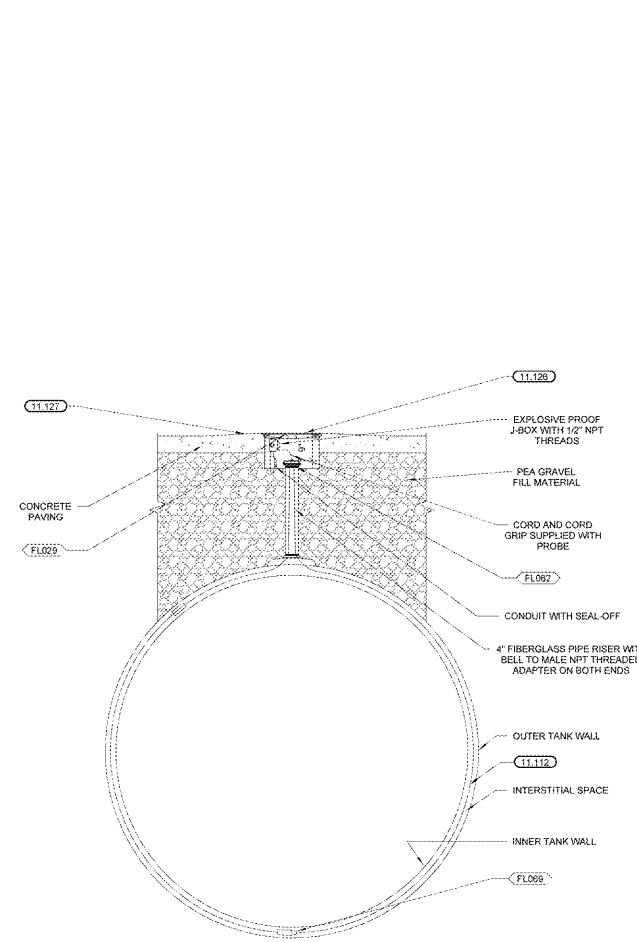 11.126
11.127
EXPLOSIVE PROOF
J-BOX WITH 1/2" NPT
THREADS
PEA GRAVEL
FILL MATERIAL
CONCRETE
PAVING
CORD AND CORD
GRIP SUPPLIED WITH
PROBE
FL029
FL062
CONDUIT WITH SEAL-OFF
4" FIBERGLASS PIPE RISER WIT
BELL TO MALE NPT THREADED
ADAPTER ON BOTH ENDS
OUTER TANK WALL
11.112
INTERSTITIAL SPACE
INNER TANK WALL
FL069